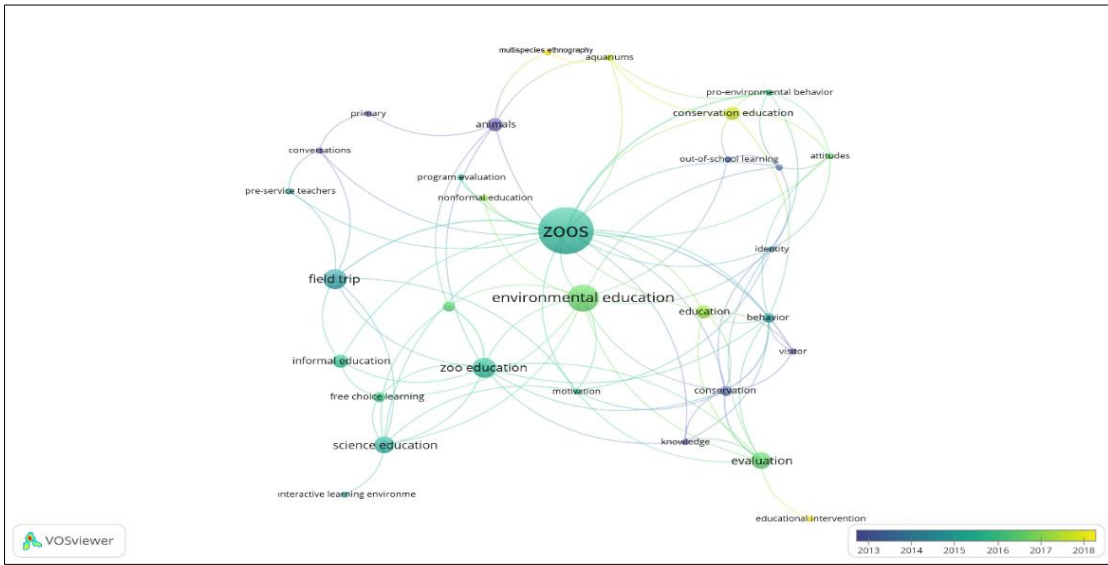 multispecies ethnography
aquariums
pro-environmental behavior
conservation education
primary
animals
conversations
out-of-school learning
attitudes
program evaluation
pre-service teachers
nonformal education
zoos
identity
field trip
environmental education
education
behavior
visitor
informal education
zoo education
motivation
conservation
free choice learning
science education
knowledge
evaluation
interactive learning environme
educational intervention
VOSviewer
2013 2014 2015 2016 2017 2018